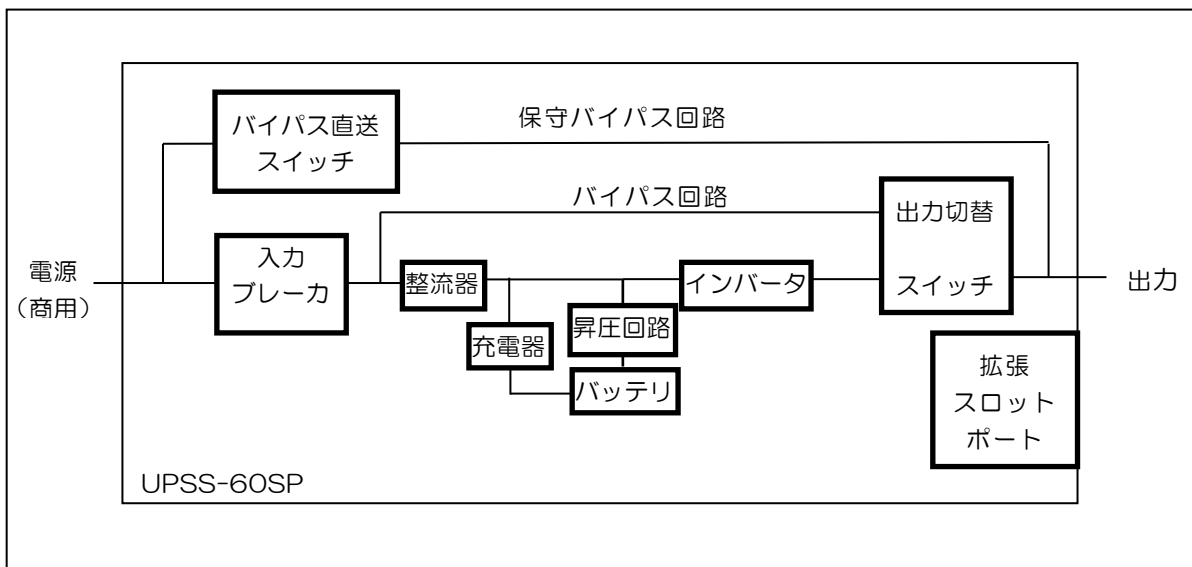 バイパス直送
スイッチ
保守バイパス回路
バイパス回路
出力切替
スイッチ
電源
（商用）
入力
ブレーカ
整流器
インバータ
出力
充電器
昇圧回路
バッテリ
拡張
スロット
ポート
UPSS-60SP